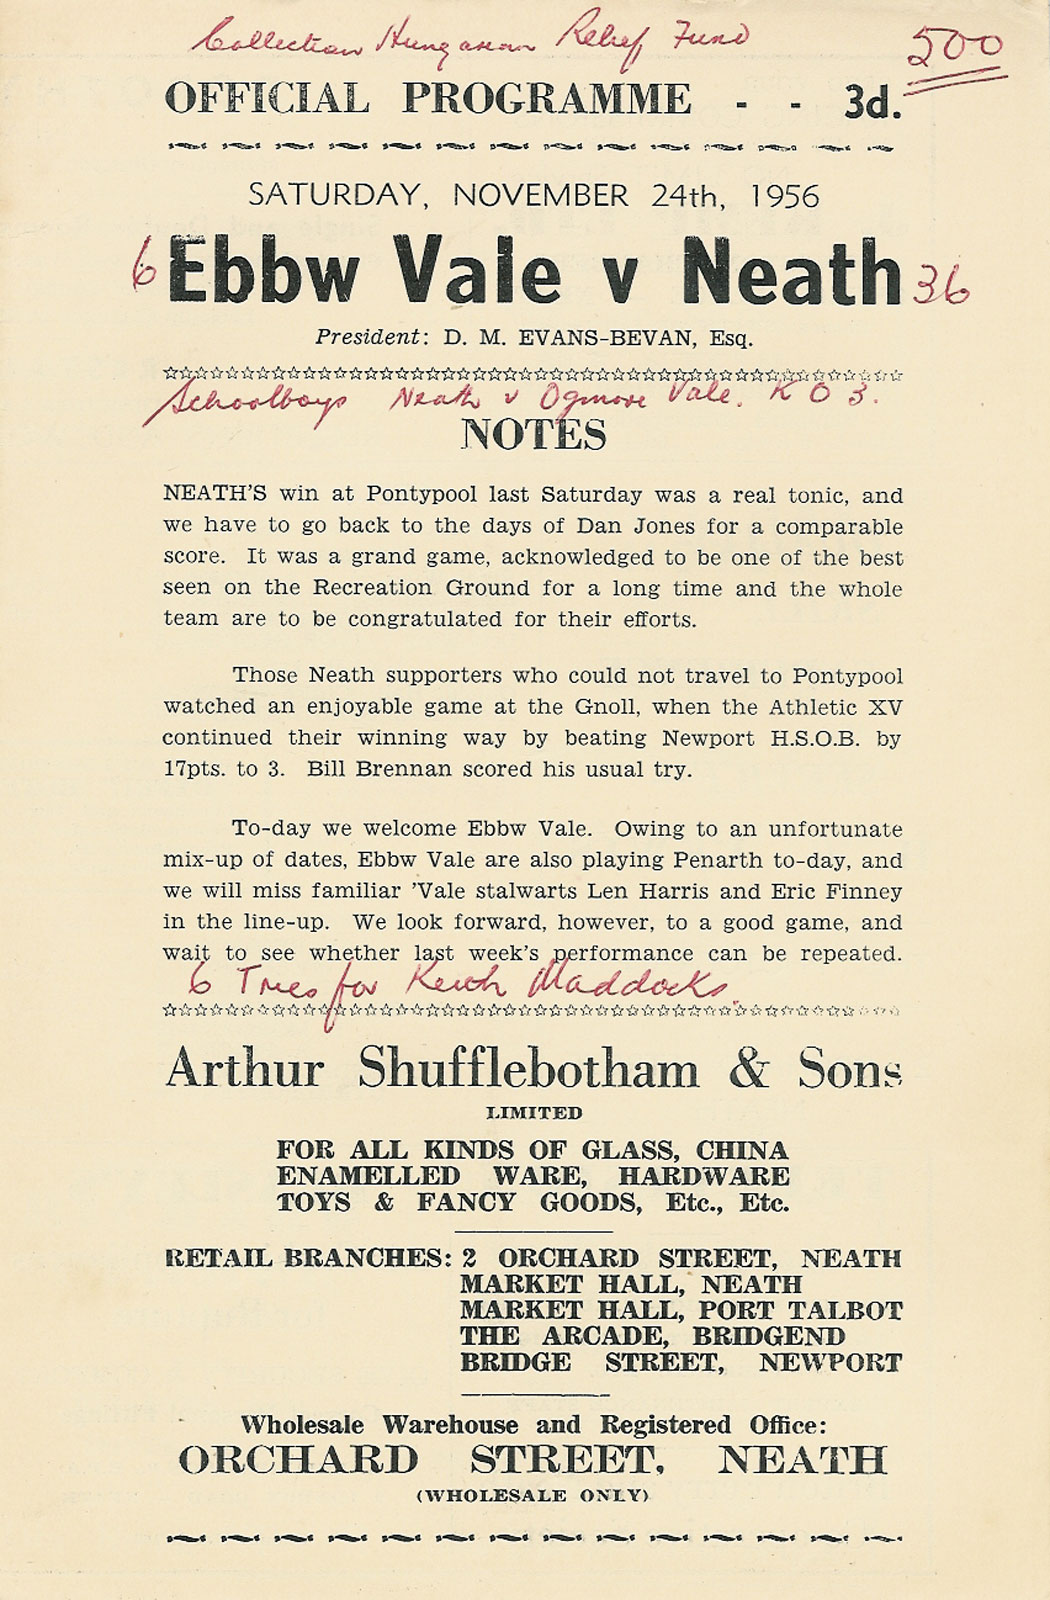 Collection Hungarian Relief Fund
500
OFFICIAL PROGRAMME - - 3d.
SATURDAY, NOVEMBER 24th, 1956
6 Ebbw Vale v Neath 36
President: D. M. EVANS-BEVAN, Esq.
Schoolboys Neath v Ogmore Vale. K O 3.
NOTES
NEATH'S win at Pontypool last Saturday was a real tonic, and
we have to go back to the days of Dan Jones for a comparable
score. It was a grand game, acknowledged to be one of the best
seen on the Recreation Ground for a long time and the whole
team are to be congratulated for their efforts.
Those Neath supporters who could not travel to Pontypool
watched an enjoyable game at the Gnoll, when the Athletic XV
continued their winning way by beating Newport H.S.O.B. by
17pts. to 3. Bill Brennan scored his usual try.
To-day we welcome Ebbw Vale. Owing to an unfortunate
mix-up of dates, Ebbw Vale are also playing Penarth to-day, and
we will miss familiar 'Vale stalwarts Len Harris and Eric Finney
in the line-up. We look forward, however, to a good game, and
wait to see whether last week's performance can be repeated.
6 Tries for Keith Maddocks.
Arthur Shufflebotham & Sons
LIMITED
FOR ALL KINDS OF GLASS, CHINA
ENAMELLED WARE, HARDWARE
TOYS & FANCY GOODS, Etc., Etc.
RETAIL BRANCHES: 2 ORCHARD STREET, NEATH
MARKET HALL, NEATH
MARKET HALL, PORT TALBOT
THE ARCADE, BRIDGEND
BRIDGE STREET, NEWPORT
Wholesale Warehouse and Registered Office:
ORCHARD STREET, NEATH
(WHOLESALE ONLY)